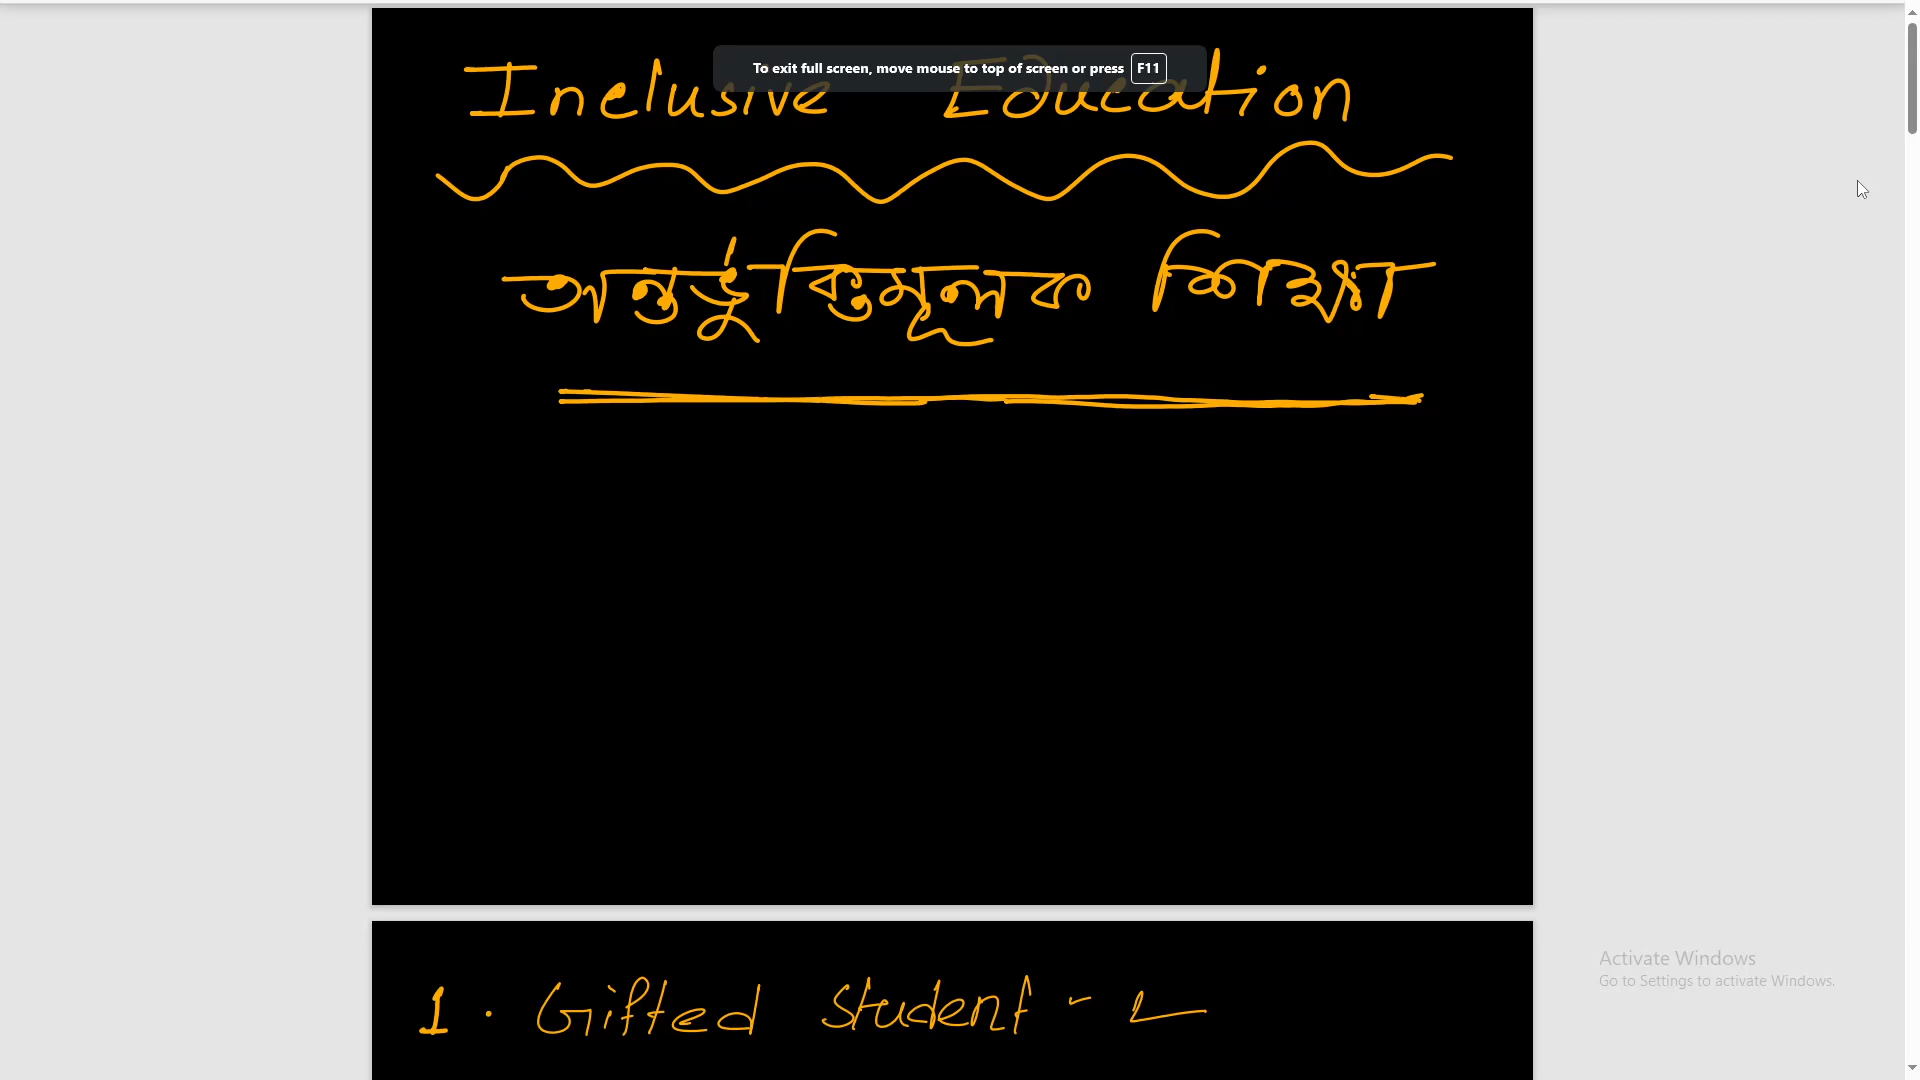 To exit full screen, move mouse to top of screen or press F11
Inclusive Education
অন্তর্ভুক্তিমূলক শিক্ষা
1. Gifted Student -
Activate Windows
Go to Settings to activate Windows.